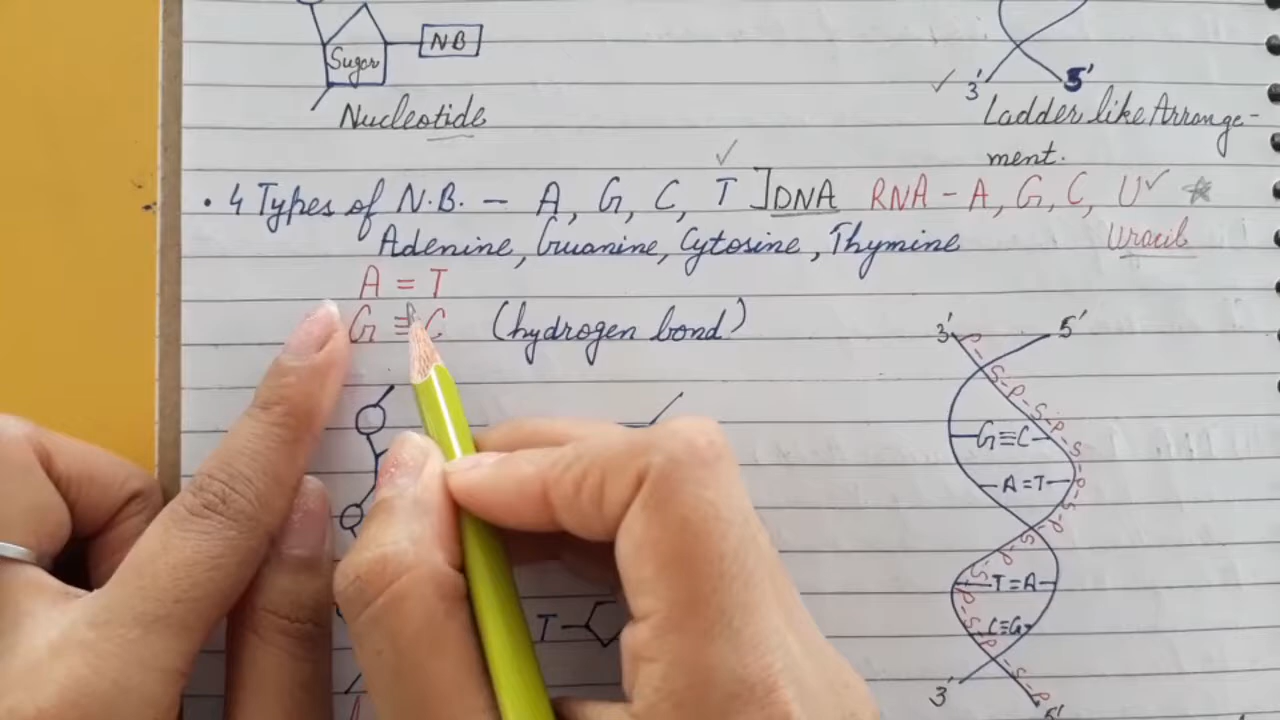 Sugar NB
Nucleotide
3' 5'
Ladder like Arrange-
ment.
• 4 Types of N.B. - A, G, C, T ] DNA RNA - A, G, C, U
Adenine, Guanine, Cytosine, Thymine Uracil
A = T
G ≡ C (hydrogen bond)
3' 5'
P-S-P-S-P-S-P-S-P-S-P-S-P-S-P-S-P
G≡C
A=T
T=A
C≡G
T
3' 5'